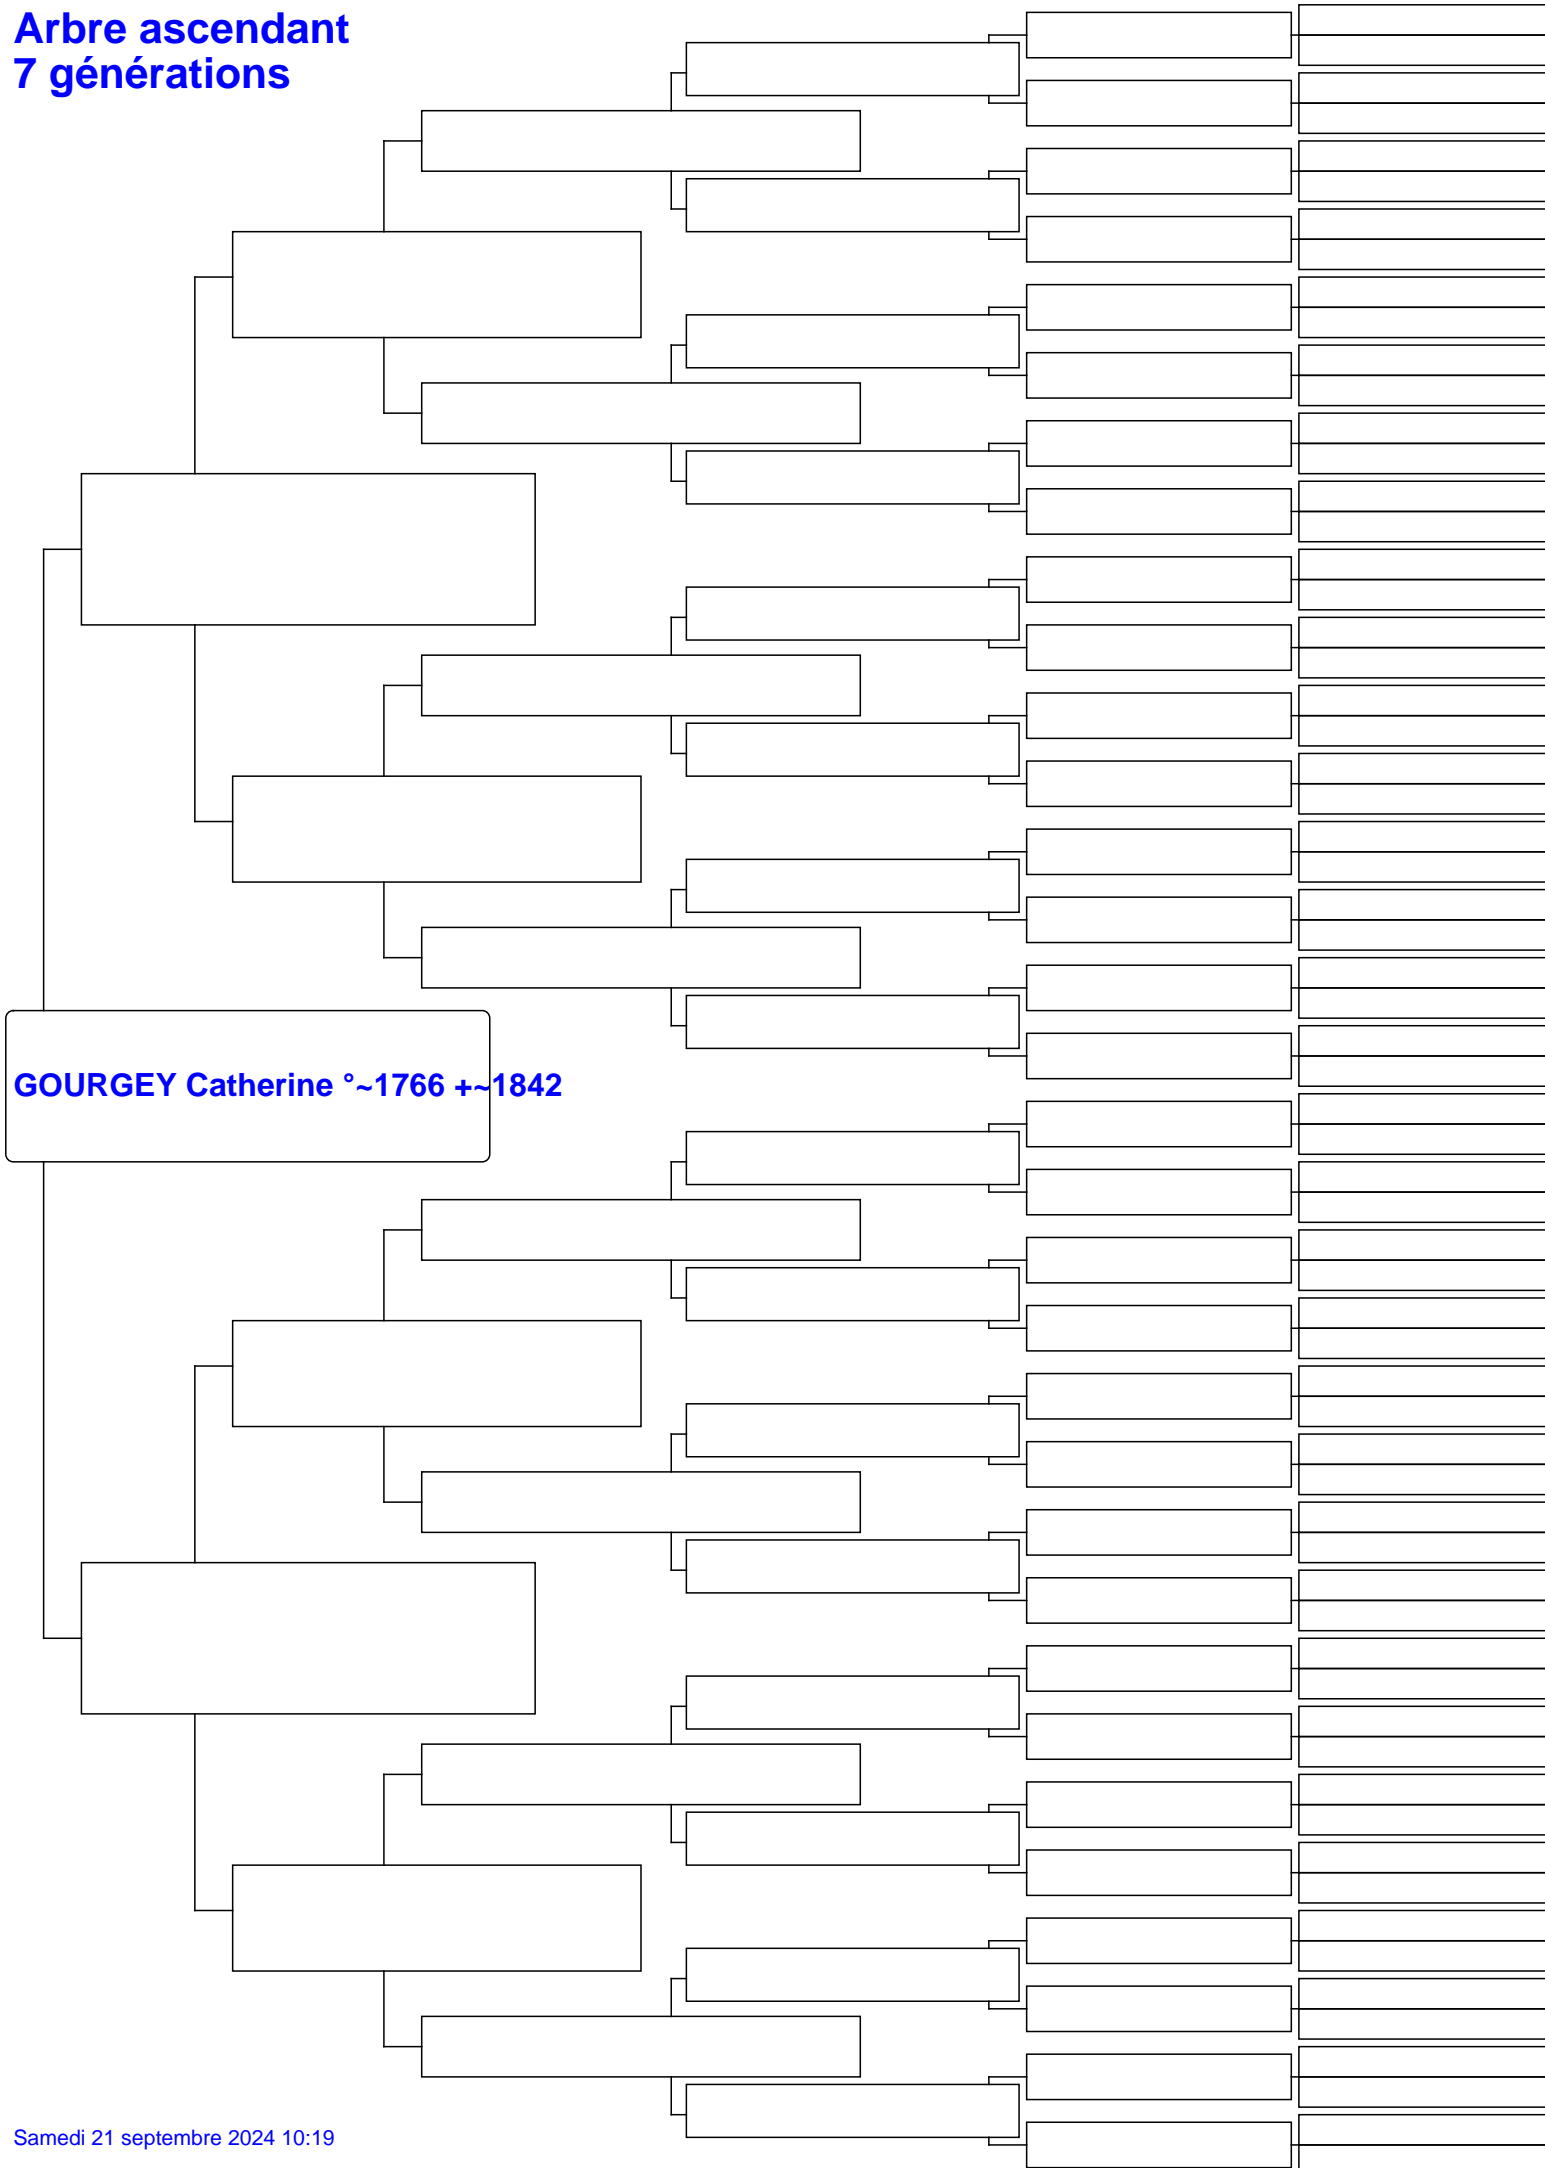 Arbre ascendant
7 générations
GOURGEY Catherine °~1766 +~1842
Samedi 21 septembre 2024 10:19